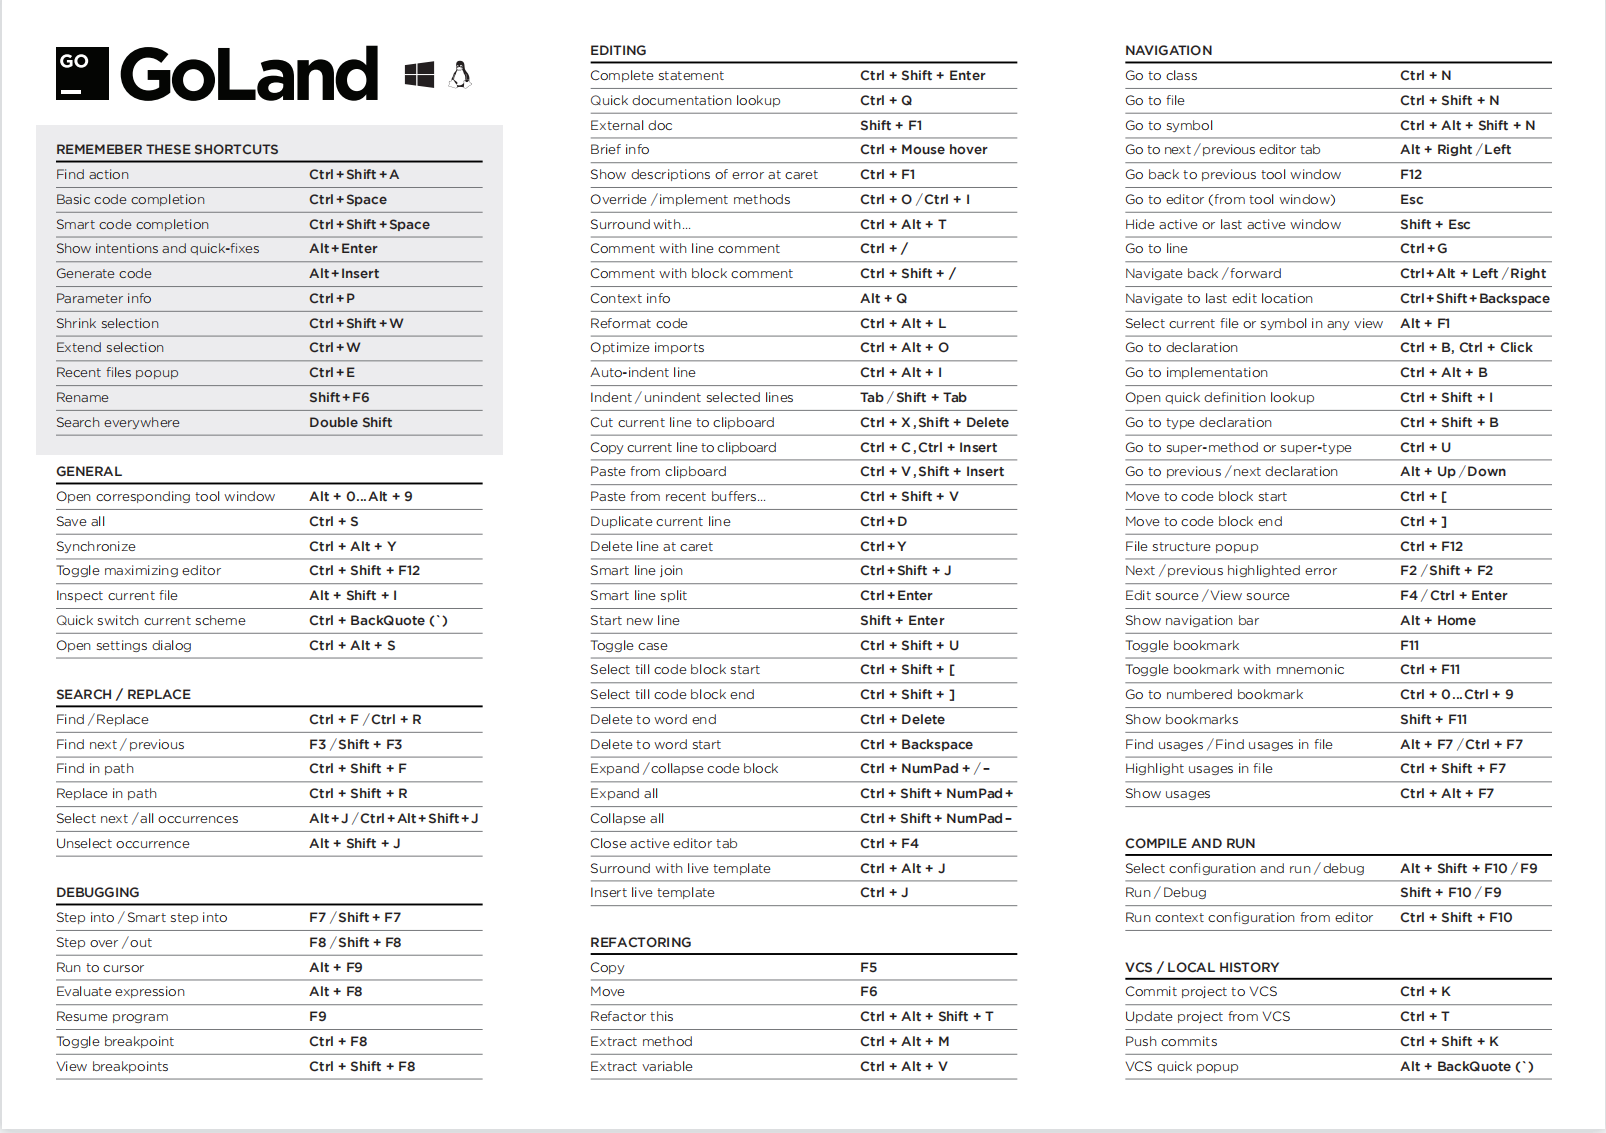 GO
GoLand
REMEMEBER THESE SHORTCUTS
Find action Ctrl + Shift + A
Basic code completion Ctrl + Space
Smart code completion Ctrl + Shift + Space
Show intentions and quick-fixes Alt + Enter
Generate code Alt + Insert
Parameter info Ctrl + P
Shrink selection Ctrl + Shift + W
Extend selection Ctrl + W
Recent files popup Ctrl + E
Rename Shift + F6
Search everywhere Double Shift
GENERAL
Open corresponding tool window Alt + 0...Alt + 9
Save all Ctrl + S
Synchronize Ctrl + Alt + Y
Toggle maximizing editor Ctrl + Shift + F12
Inspect current file Alt + Shift + I
Quick switch current scheme Ctrl + BackQuote (`)
Open settings dialog Ctrl + Alt + S
SEARCH / REPLACE
Find / Replace Ctrl + F / Ctrl + R
Find next / previous F3 / Shift + F3
Find in path Ctrl + Shift + F
Replace in path Ctrl + Shift + R
Select next / all occurrences Alt + J / Ctrl + Alt + Shift + J
Unselect occurrence Alt + Shift + J
DEBUGGING
Step into / Smart step into F7 / Shift + F7
Step over / out F8 / Shift + F8
Run to cursor Alt + F9
Evaluate expression Alt + F8
Resume program F9
Toggle breakpoint Ctrl + F8
View breakpoints Ctrl + Shift + F8
EDITING
Complete statement Ctrl + Shift + Enter
Quick documentation lookup Ctrl + Q
External doc Shift + F1
Brief info Ctrl + Mouse hover
Show descriptions of error at caret Ctrl + F1
Override / implement methods Ctrl + O / Ctrl + I
Surround with... Ctrl + Alt + T
Comment with line comment Ctrl + /
Comment with block comment Ctrl + Shift + /
Context info Alt + Q
Reformat code Ctrl + Alt + L
Optimize imports Ctrl + Alt + O
Auto-indent line Ctrl + Alt + I
Indent / unindent selected lines Tab / Shift + Tab
Cut current line to clipboard Ctrl + X , Shift + Delete
Copy current line to clipboard Ctrl + C , Ctrl + Insert
Paste from clipboard Ctrl + V , Shift + Insert
Paste from recent buffers... Ctrl + Shift + V
Duplicate current line Ctrl + D
Delete line at caret Ctrl + Y
Smart line join Ctrl + Shift + J
Smart line split Ctrl + Enter
Start new line Shift + Enter
Toggle case Ctrl + Shift + U
Select till code block start Ctrl + Shift + [
Select till code block end Ctrl + Shift + ]
Delete to word end Ctrl + Delete
Delete to word start Ctrl + Backspace
Expand / collapse code block Ctrl + NumPad + / –
Expand all Ctrl + Shift + NumPad +
Collapse all Ctrl + Shift + NumPad –
Close active editor tab Ctrl + F4
Surround with live template Ctrl + Alt + J
Insert live template Ctrl + J
REFACTORING
Copy F5
Move F6
Refactor this Ctrl + Alt + Shift + T
Extract method Ctrl + Alt + M
Extract variable Ctrl + Alt + V
NAVIGATION
Go to class Ctrl + N
Go to file Ctrl + Shift + N
Go to symbol Ctrl + Alt + Shift + N
Go to next / previous editor tab Alt + Right / Left
Go back to previous tool window F12
Go to editor (from tool window) Esc
Hide active or last active window Shift + Esc
Go to line Ctrl + G
Navigate back / forward Ctrl + Alt + Left / Right
Navigate to last edit location Ctrl + Shift + Backspace
Select current file or symbol in any view Alt + F1
Go to declaration Ctrl + B, Ctrl + Click
Go to implementation Ctrl + Alt + B
Open quick definition lookup Ctrl + Shift + I
Go to type declaration Ctrl + Shift + B
Go to super-method or super-type Ctrl + U
Go to previous / next declaration Alt + Up / Down
Move to code block start Ctrl + [
Move to code block end Ctrl + ]
File structure popup Ctrl + F12
Next / previous highlighted error F2 / Shift + F2
Edit source / View source F4 / Ctrl + Enter
Show navigation bar Alt + Home
Toggle bookmark F11
Toggle bookmark with mnemonic Ctrl + F11
Go to numbered bookmark Ctrl + 0...Ctrl + 9
Show bookmarks Shift + F11
Find usages / Find usages in file Alt + F7 / Ctrl + F7
Highlight usages in file Ctrl + Shift + F7
Show usages Ctrl + Alt + F7
COMPILE AND RUN
Select configuration and run / debug Alt + Shift + F10 / F9
Run / Debug Shift + F10 / F9
Run context configuration from editor Ctrl + Shift + F10
VCS / LOCAL HISTORY
Commit project to VCS Ctrl + K
Update project from VCS Ctrl + T
Push commits Ctrl + Shift + K
VCS quick popup Alt + BackQuote (`)